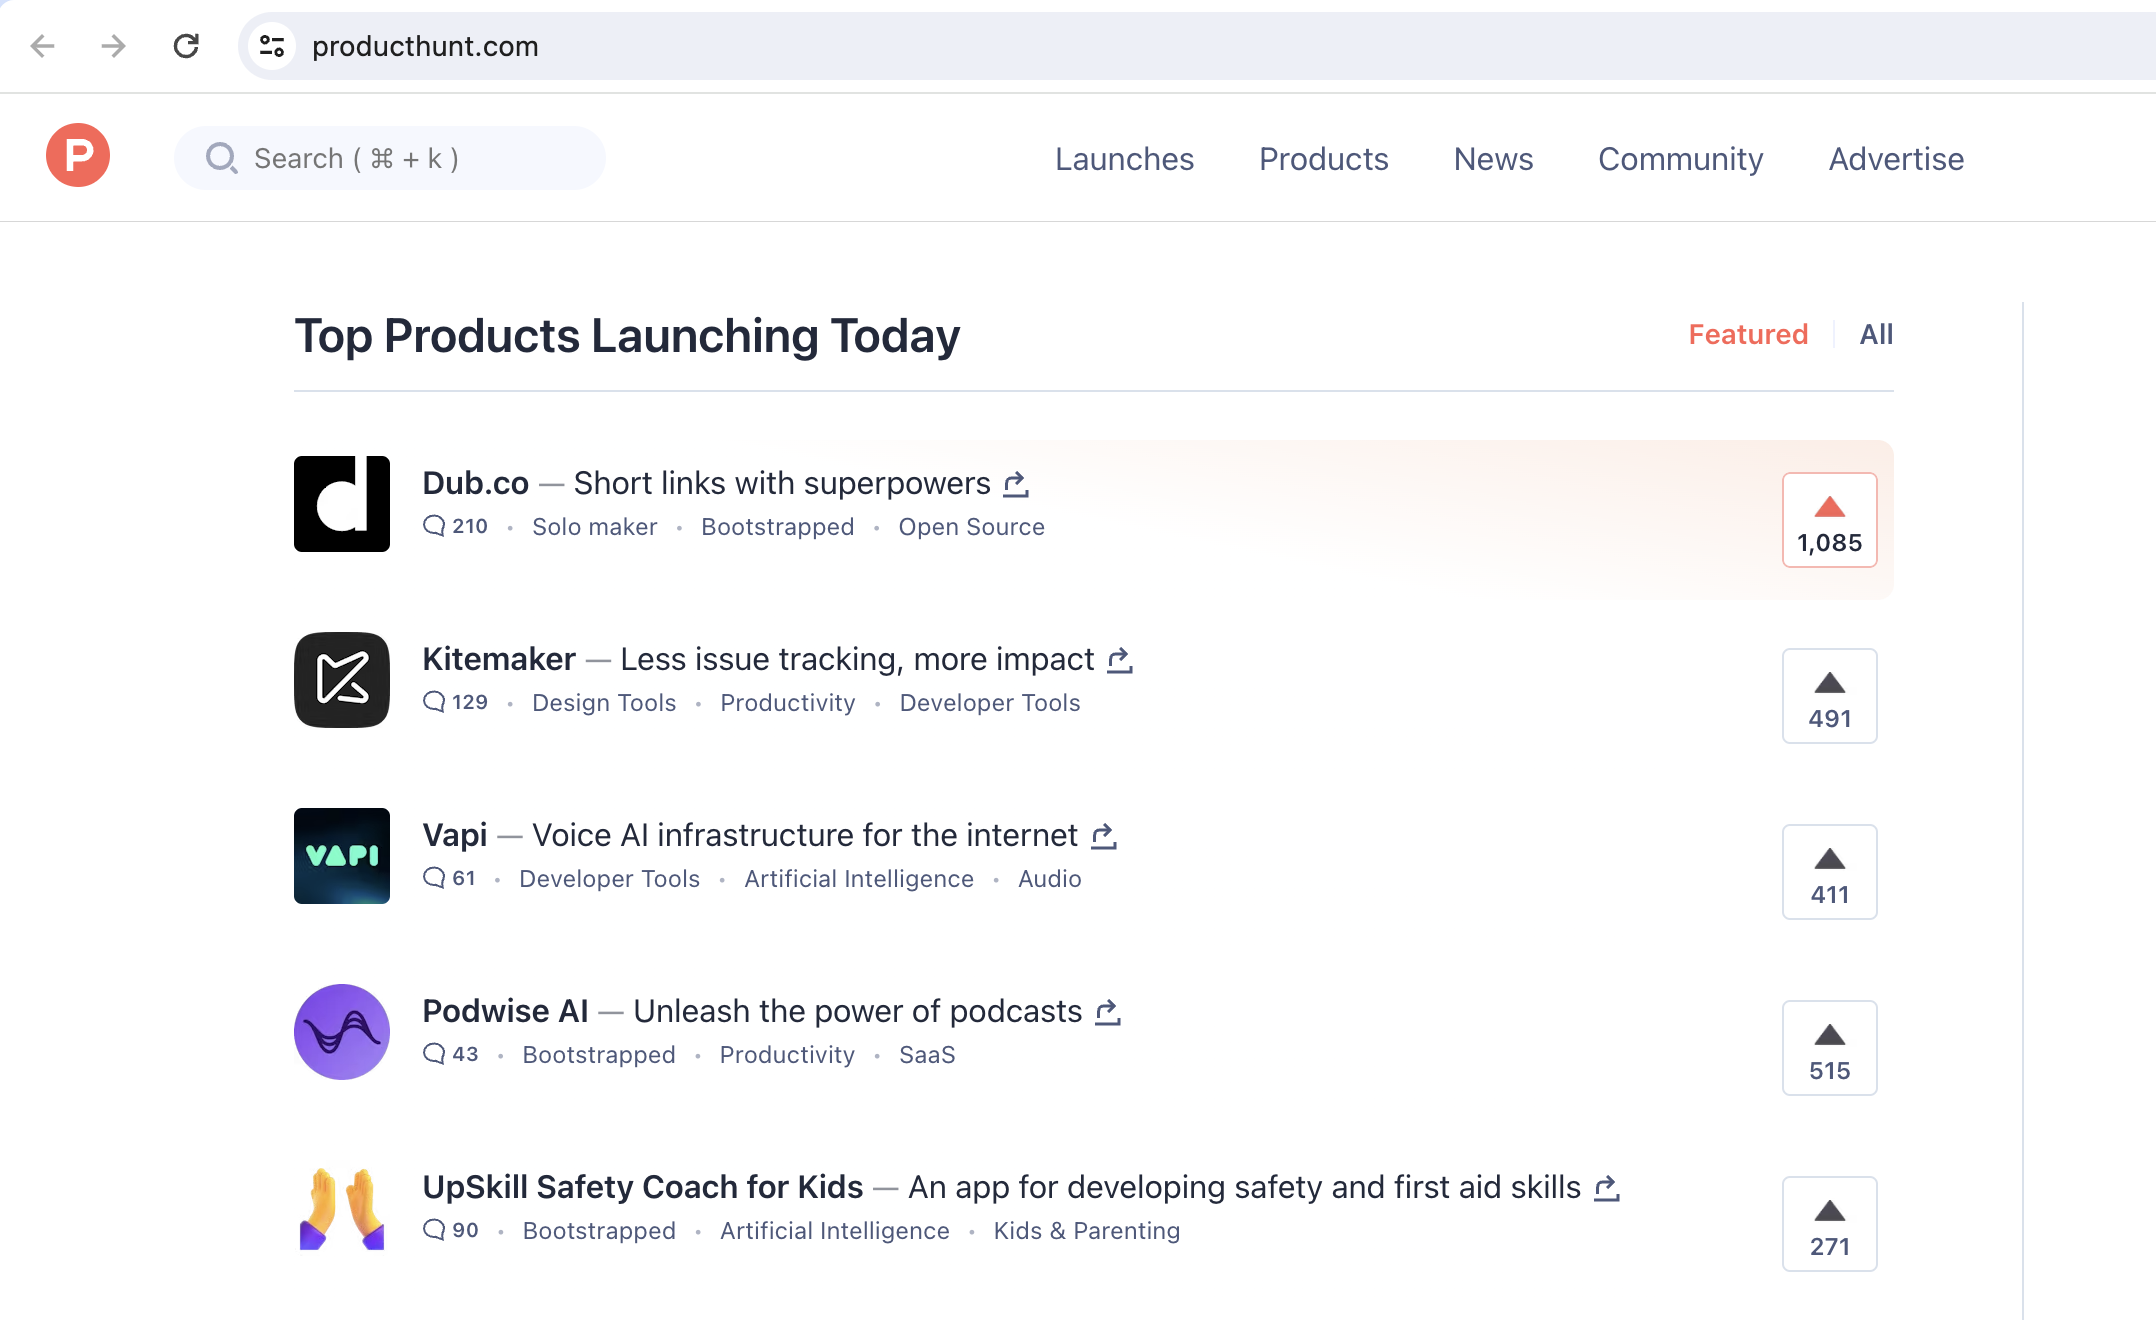 producthunt.com
P
Search ( ⌘ + k )
Launches
Products
News
Community
Advertise
Top Products Launching Today
Featured
All
d
Dub.co — Short links with superpowers
210 • Solo maker • Bootstrapped • Open Source
1,085
Kitemaker — Less issue tracking, more impact
129 • Design Tools • Productivity • Developer Tools
491
VAPI
Vapi — Voice AI infrastructure for the internet
61 • Developer Tools • Artificial Intelligence • Audio
411
Podwise AI — Unleash the power of podcasts
43 • Bootstrapped • Productivity • SaaS
515
UpSkill Safety Coach for Kids — An app for developing safety and first aid skills
90 • Bootstrapped • Artificial Intelligence • Kids & Parenting
271